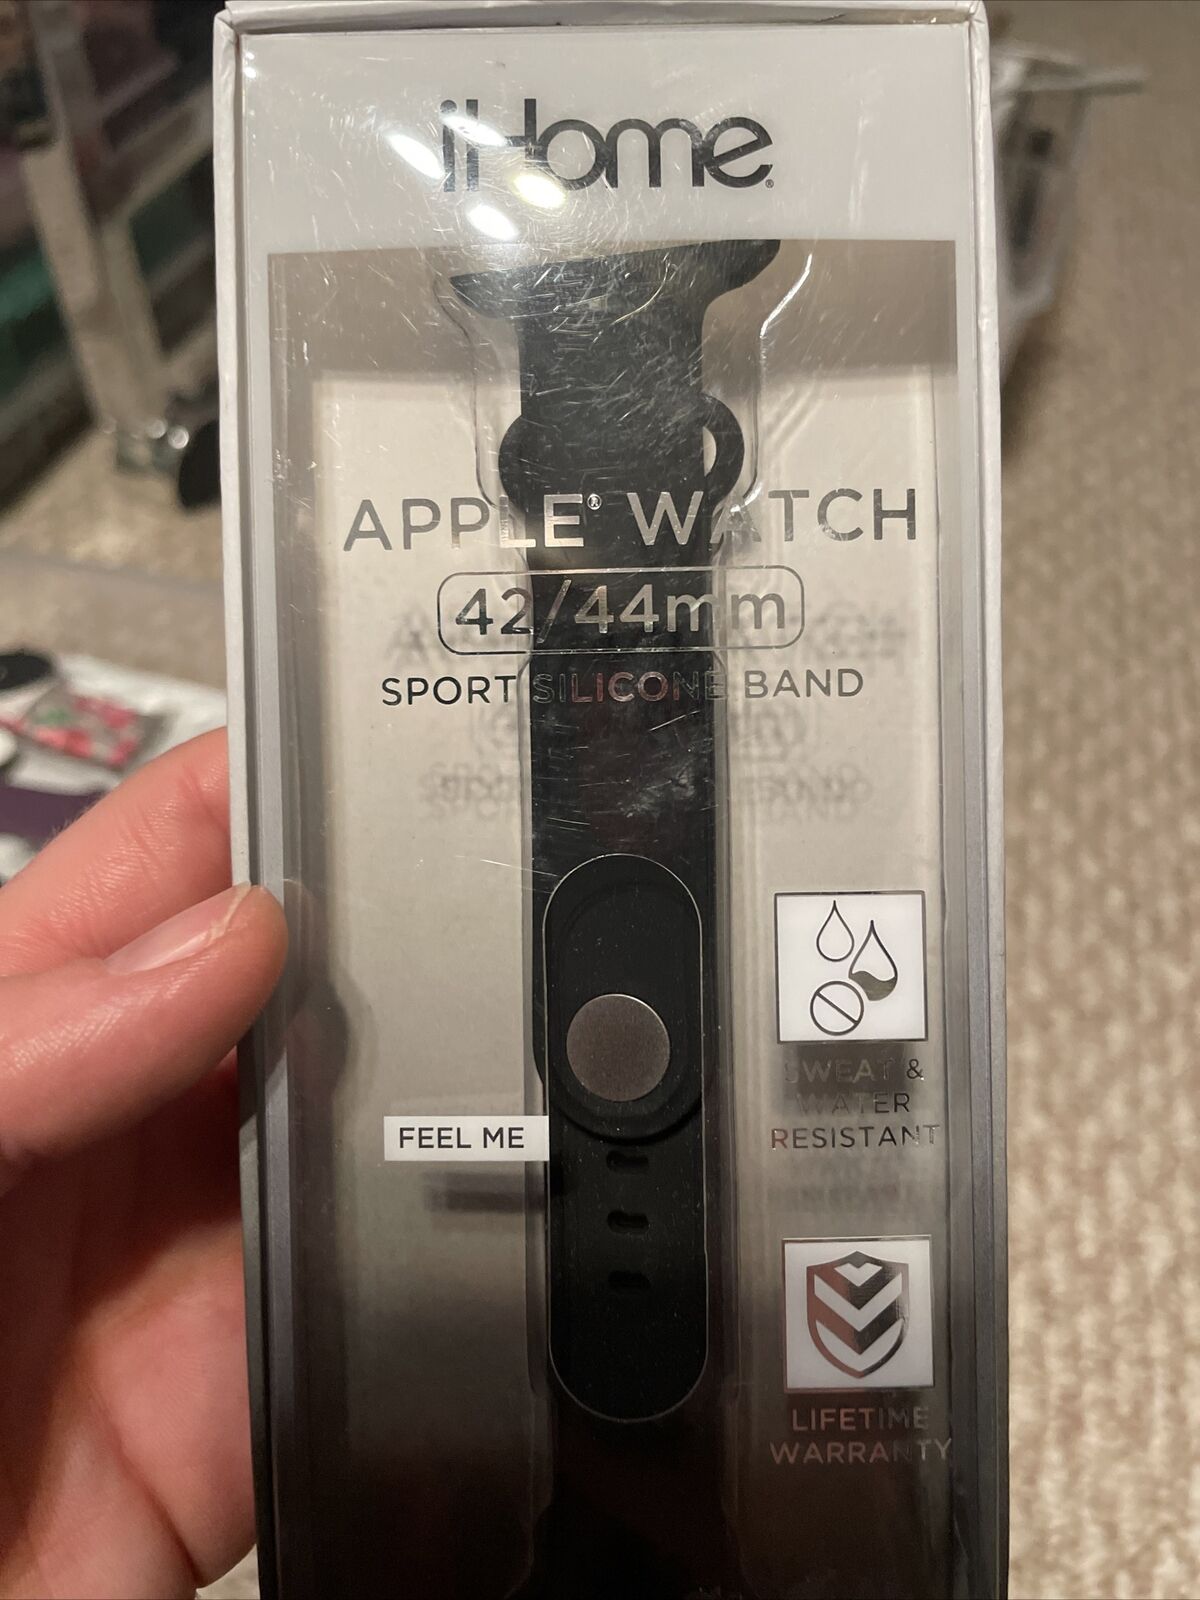 iHome®
APPLE® WATCH
42/44mm
SPORT SILICONE BAND
SWEAT &
WATER
RESISTANT
FEEL ME
LIFETIME
WARRANTY